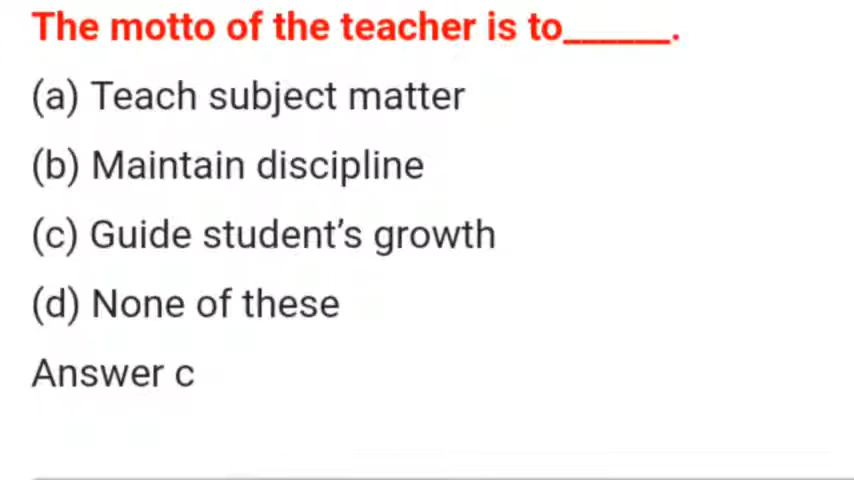 The motto of the teacher is to______.
(a) Teach subject matter
(b) Maintain discipline
(c) Guide student’s growth
(d) None of these
Answer c